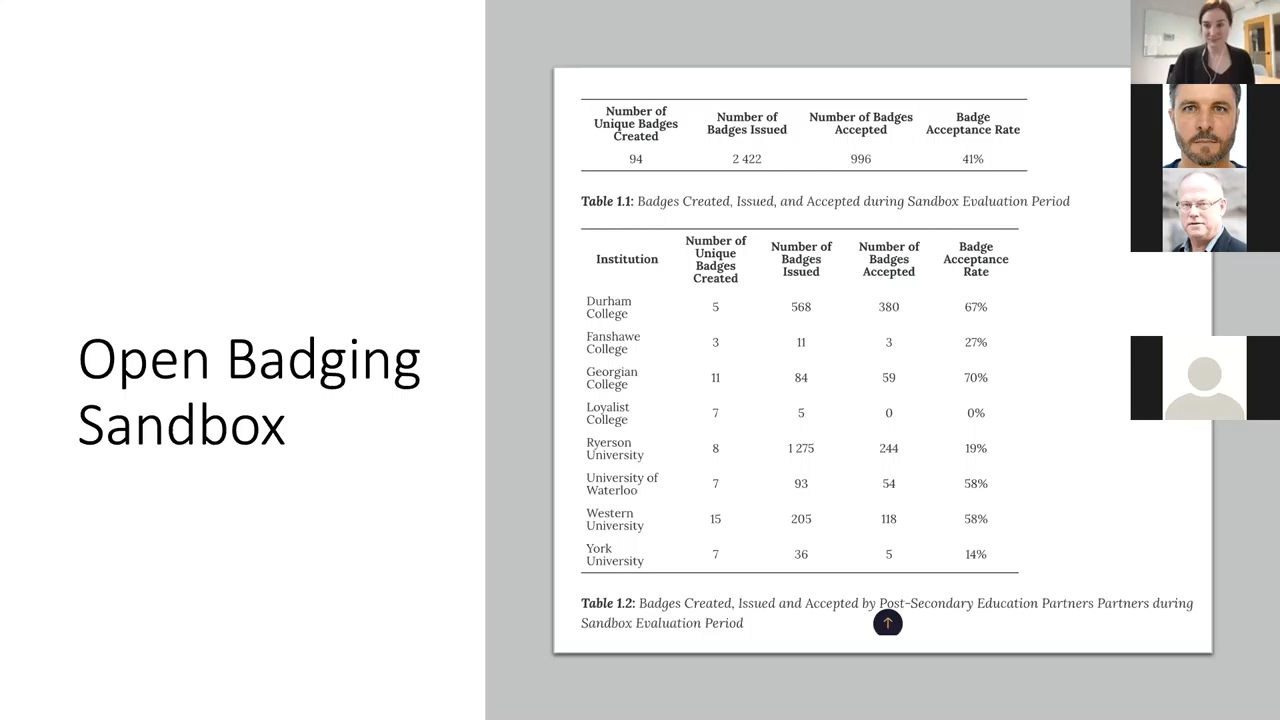 Open Badging
Sandbox
Number of
Unique Badges
Created
Number of
Badges Issued
Number of Badges
Accepted
Badge
Acceptance Rate
94 2 422 996 41%
Table 1.1: Badges Created, Issued, and Accepted during Sandbox Evaluation Period
Institution
Number of
Unique
Badges
Created
Number of
Badges
Issued
Number of
Badges
Accepted
Badge
Acceptance
Rate
Durham
College
5 568 380 67%
Fanshawe
College
3 11 3 27%
Georgian
College
11 84 59 70%
Loyalist
College
7 5 0 0%
Ryerson
University
8 1 275 244 19%
University of
Waterloo
7 93 54 58%
Western
University
15 205 118 58%
York
University
7 36 5 14%
Table 1.2: Badges Created, Issued and Accepted by Post-Secondary Education Partners Partners during
Sandbox Evaluation Period